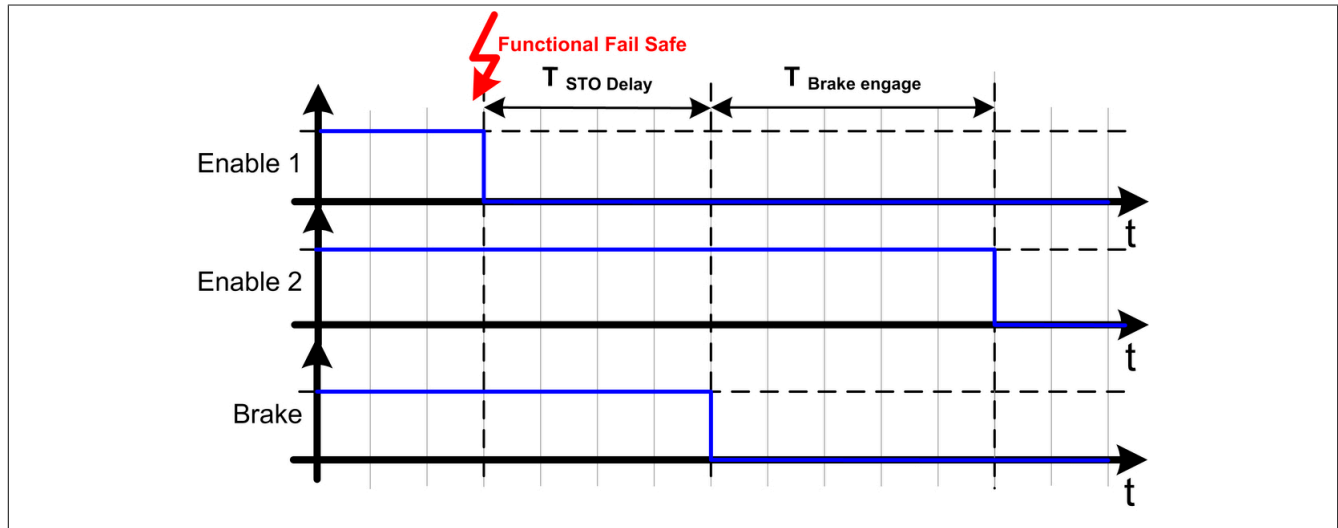 Functional Fail Safe
T STO Delay
T Brake engage
Enable 1
t
Enable 2
t
Brake
t